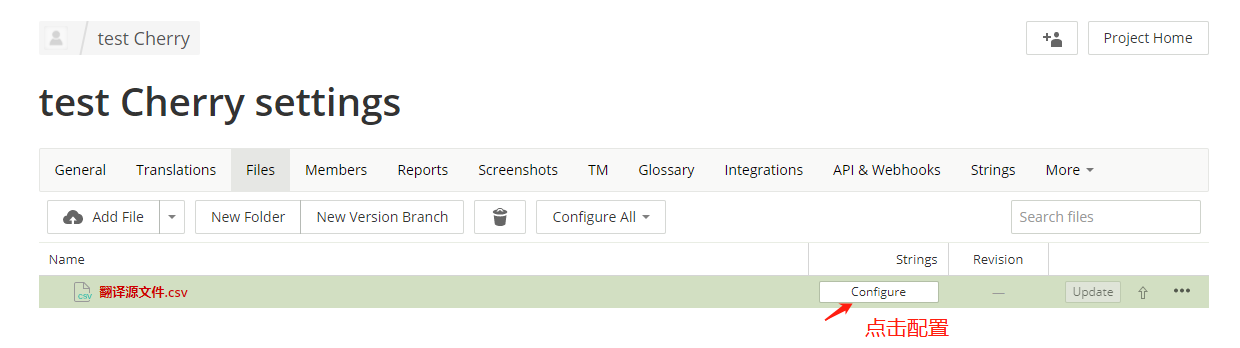 test Cherry
Project Home
test Cherry settings
General Translations Files Members Reports Screenshots TM Glossary Integrations API & Webhooks Strings More
Add File New Folder New Version Branch Configure All Search files
Name Strings Revision
CSV 翻译源文件.csv Configure — Update •••
点击配置